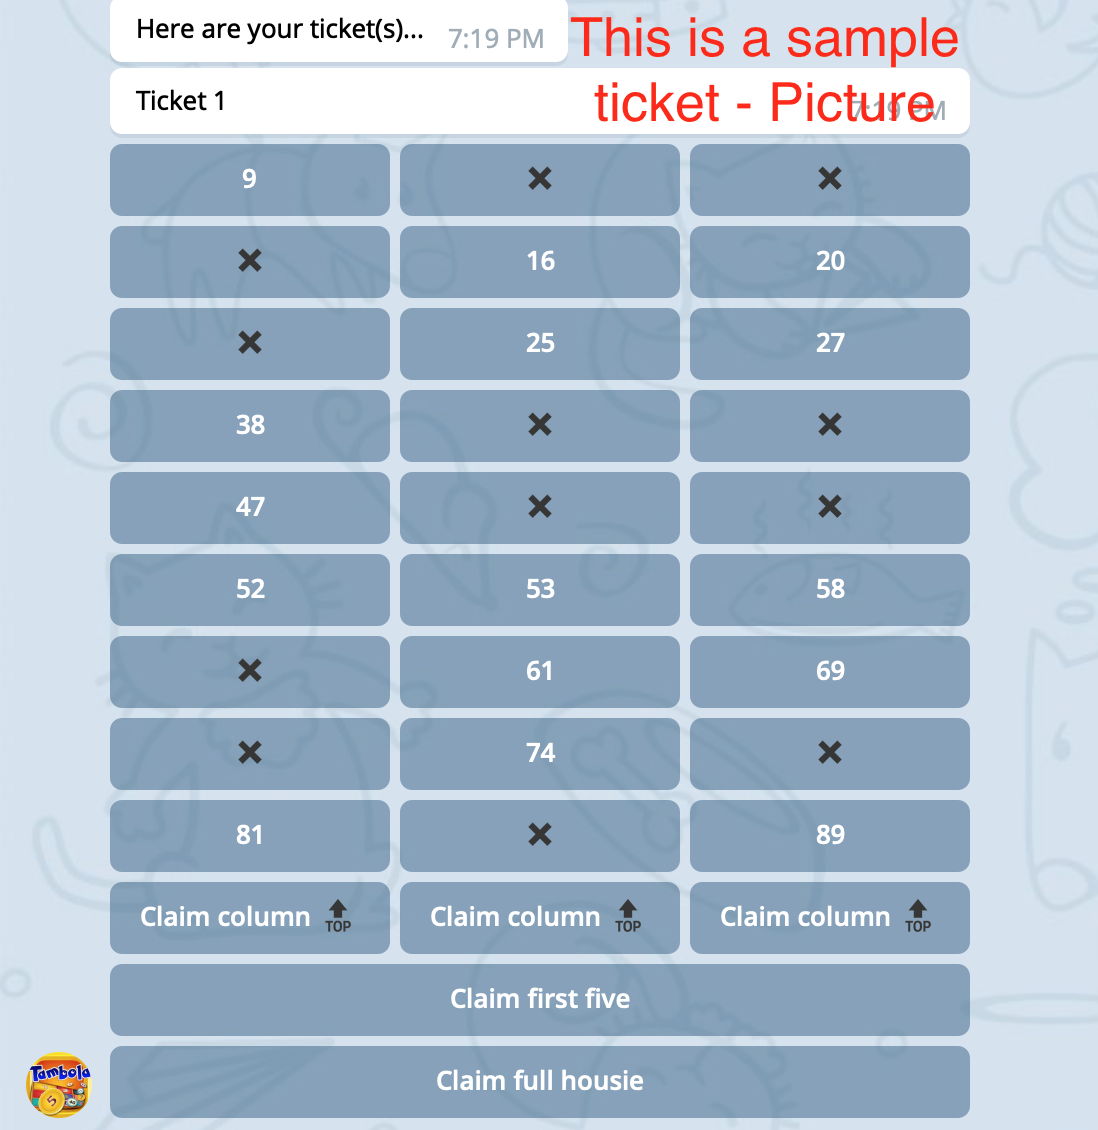 Here are your ticket(s)... 7:19 PM
This is a sample
ticket - Picture
Ticket 1 7:19 PM
9 ✖ ✖
✖ 16 20
✖ 25 27
38 ✖ ✖
47 ✖ ✖
52 53 58
✖ 61 69
✖ 74 ✖
81 ✖ 89
Claim column TOP Claim column TOP Claim column TOP
Claim first five
Claim full housie
Tambola